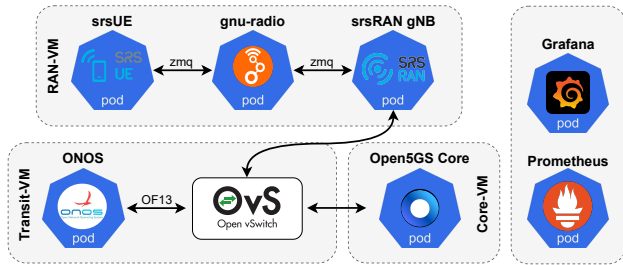 srsUE
gnu-radio
srsRAN gNB
RAN-VM
SRS
UE
zmq
zmq
SRS
RAN
pod
pod
pod
Grafana
pod
ONOS
Open5GS Core
Prometheus
Transit-VM
onos
OF13
OvS
Open vSwitch
Core-VM
pod
pod
pod